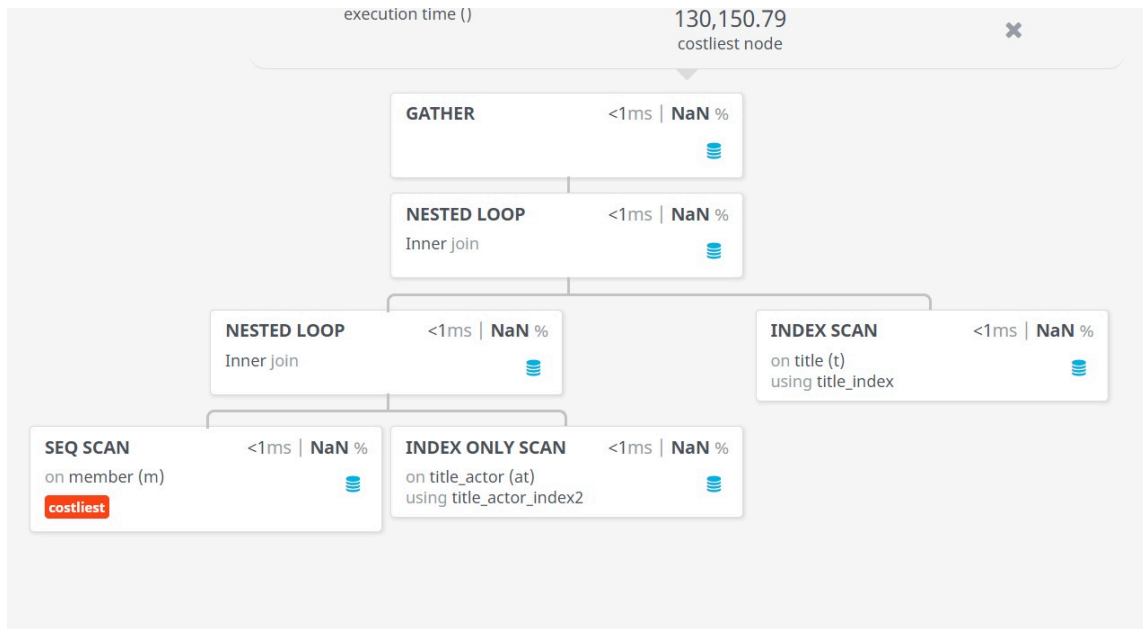 execution time ()
130,150.79
costliest node
GATHER <1ms | NaN %
NESTED LOOP <1ms | NaN %
Inner join
NESTED LOOP <1ms | NaN %
Inner join
INDEX SCAN <1ms | NaN %
on title (t)
using title_index
SEQ SCAN <1ms | NaN %
on member (m)
costliest
INDEX ONLY SCAN <1ms | NaN %
on title_actor (at)
using title_actor_index2